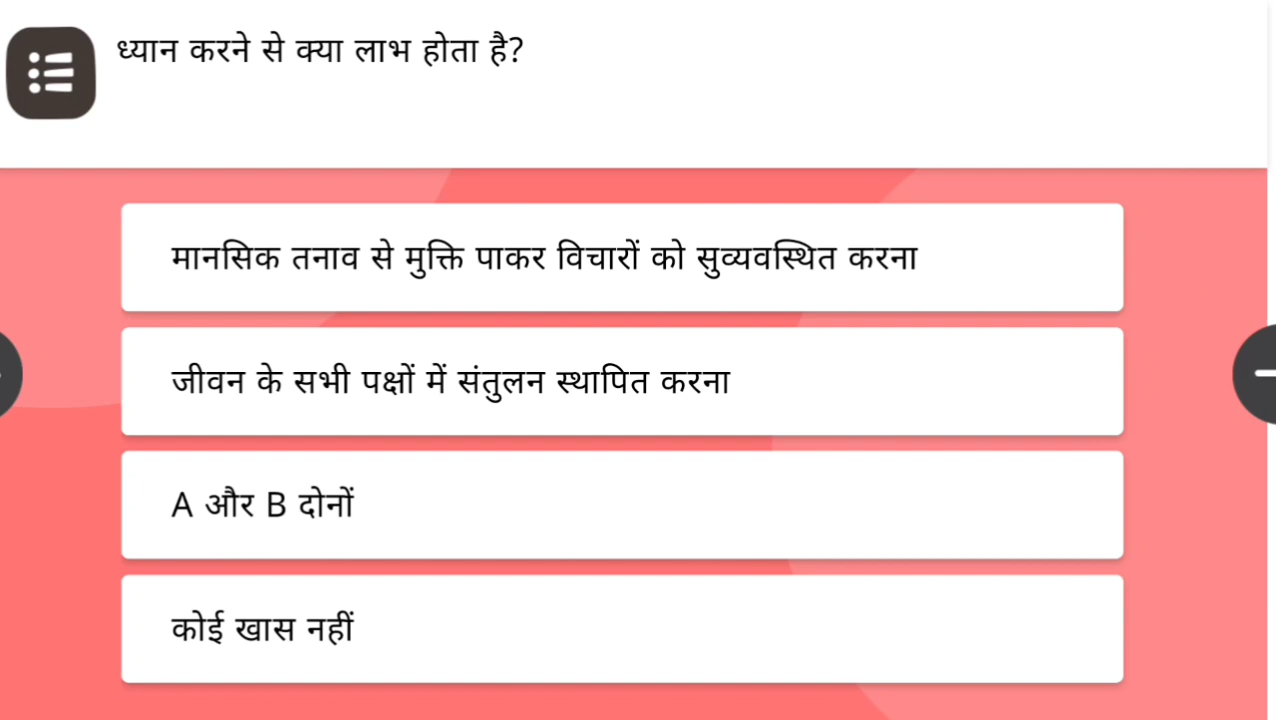 ध्यान करने से क्या लाभ होता है?
मानसिक तनाव से मुक्ति पाकर विचारों को सुव्यवस्थित करना
जीवन के सभी पक्षों में संतुलन स्थापित करना
A और B दोनों
कोई खास नहीं